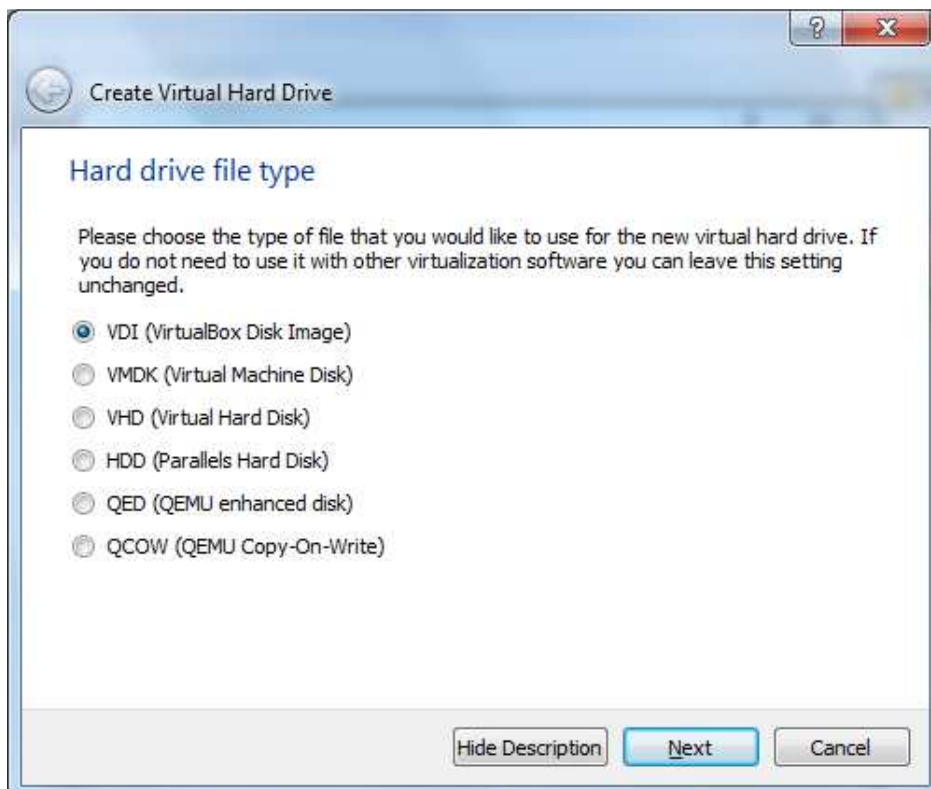 Create Virtual Hard Drive
Hard drive file type
Please choose the type of file that you would like to use for the new virtual hard drive. If
you do not need to use it with other virtualization software you can leave this setting
unchanged.
VDI (VirtualBox Disk Image)
VMDK (Virtual Machine Disk)
VHD (Virtual Hard Disk)
HDD (Parallels Hard Disk)
QED (QEMU enhanced disk)
QCOW (QEMU Copy-On-Write)
Hide Description Next Cancel